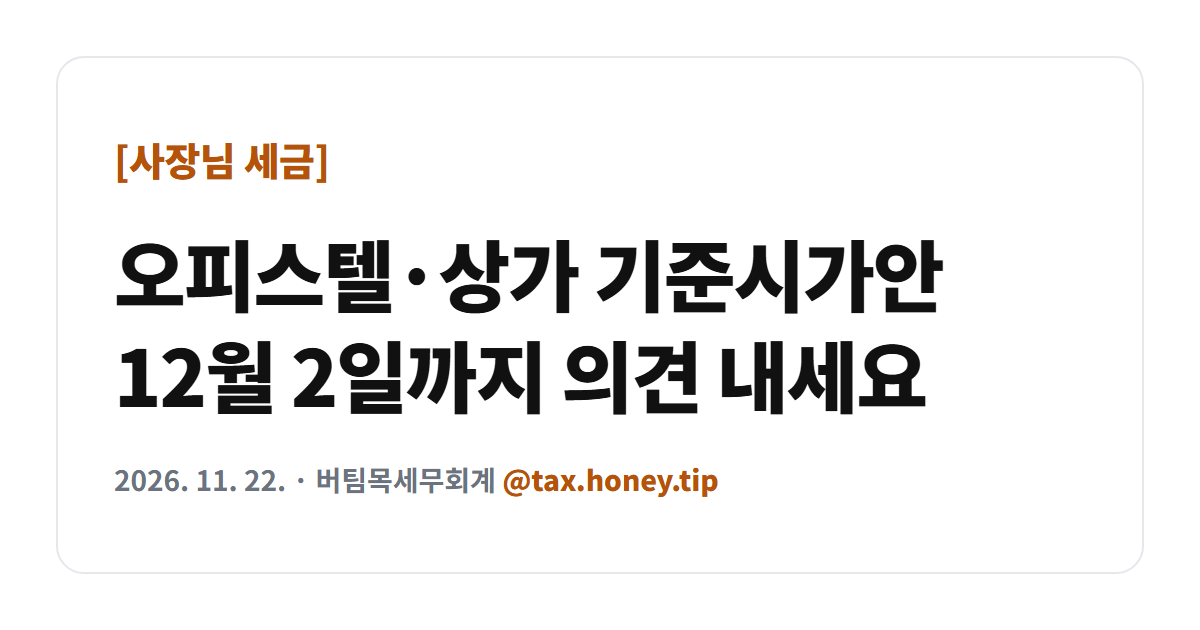 [사장님 세금]
오피스텔·상가 기준시가안
12월 2일까지 의견 내세요
2026. 11. 22. · 버팀목세무회계 @tax.honey.tip